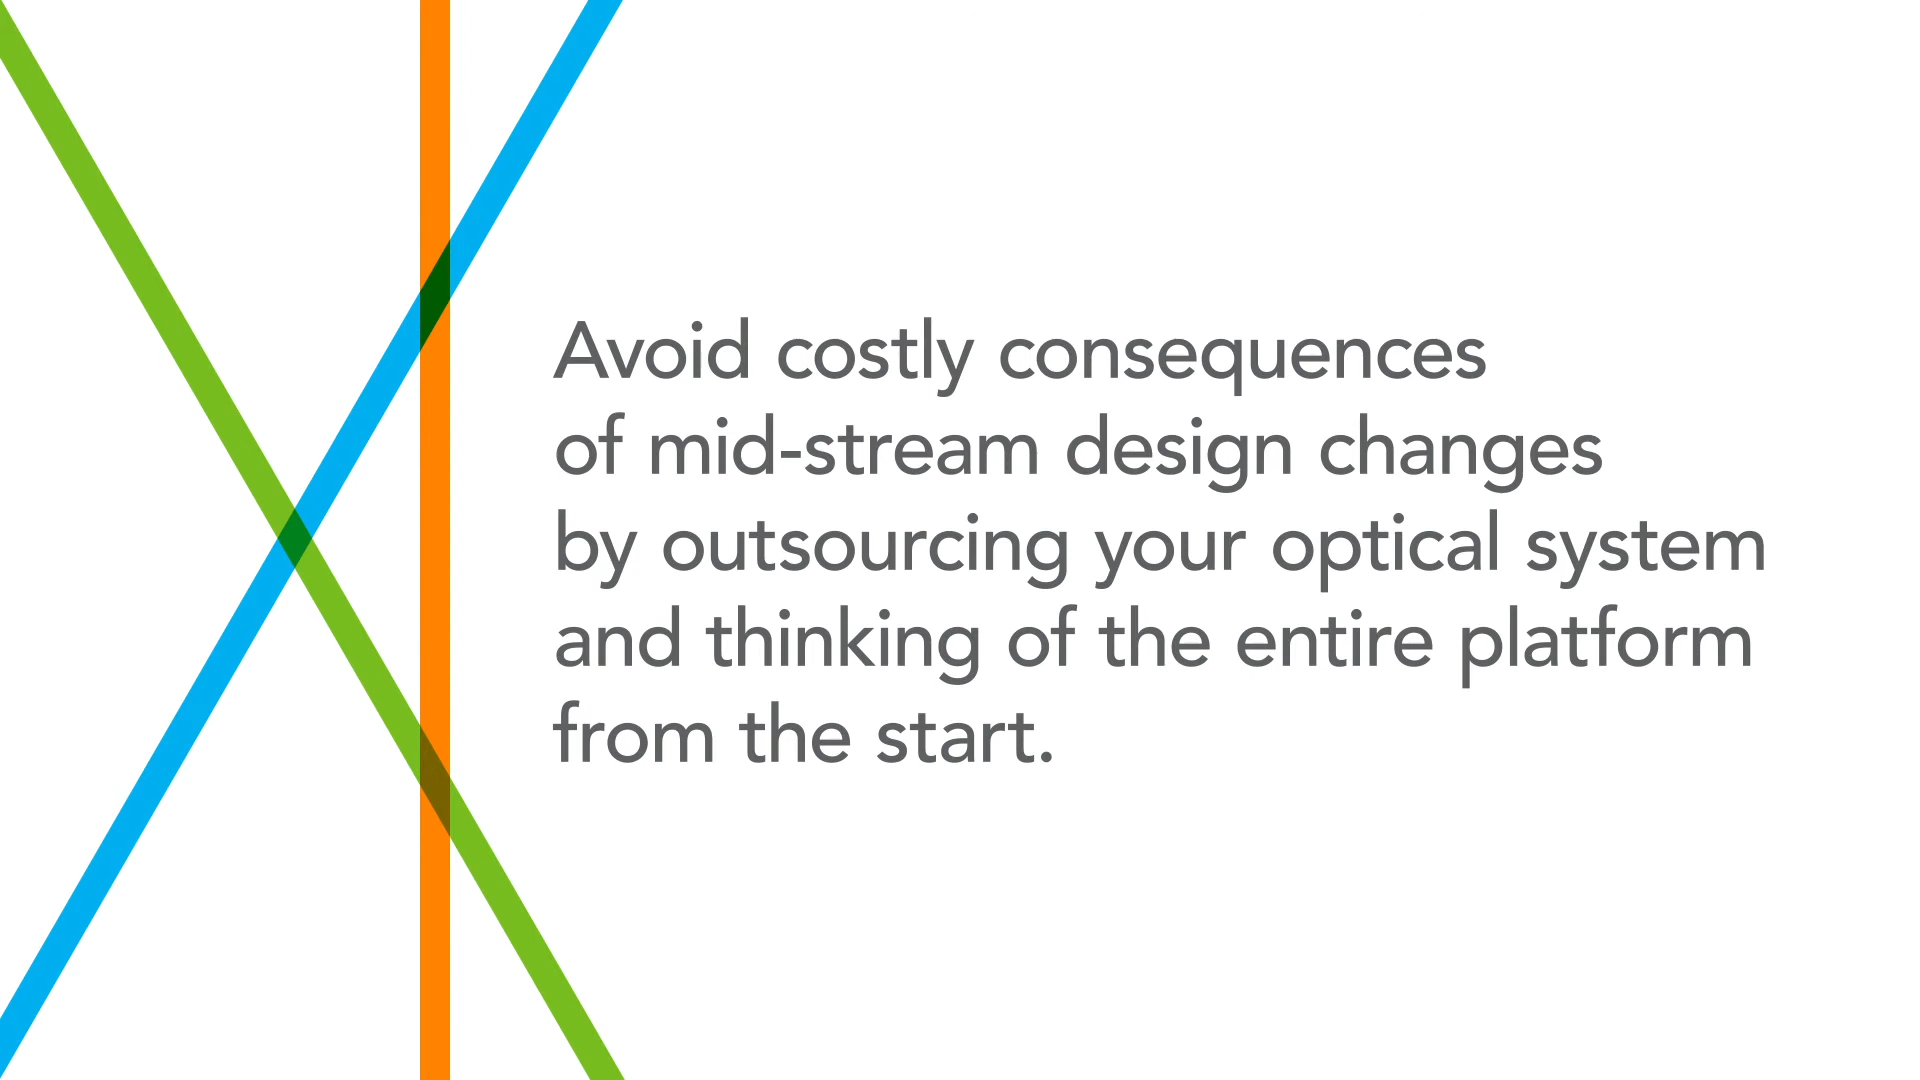 Avoid costly consequences
of mid-stream design changes
by outsourcing your optical system
and thinking of the entire platform
from the start.